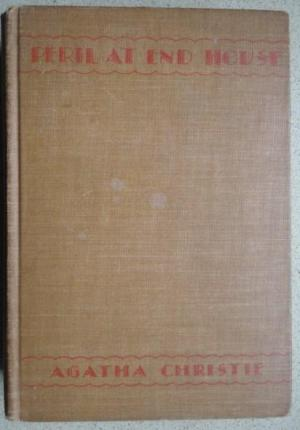 PERIL AT END HOUSE
AGATHA CHRISTIE